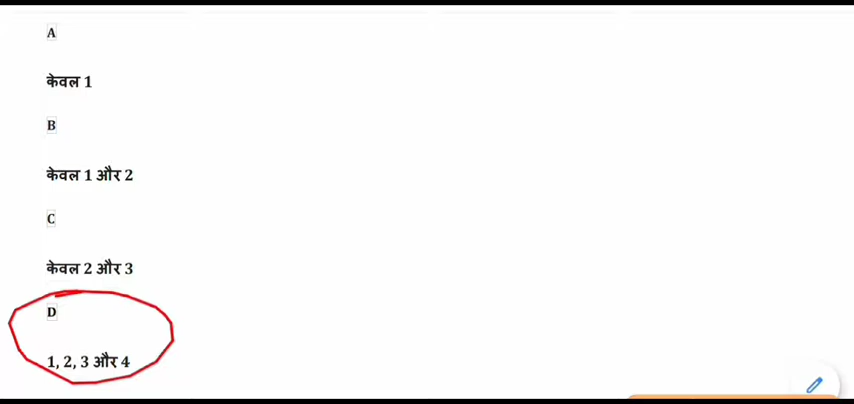 A
केवल 1
B
केवल 1 और 2
C
केवल 2 और 3
D
1, 2, 3 और 4